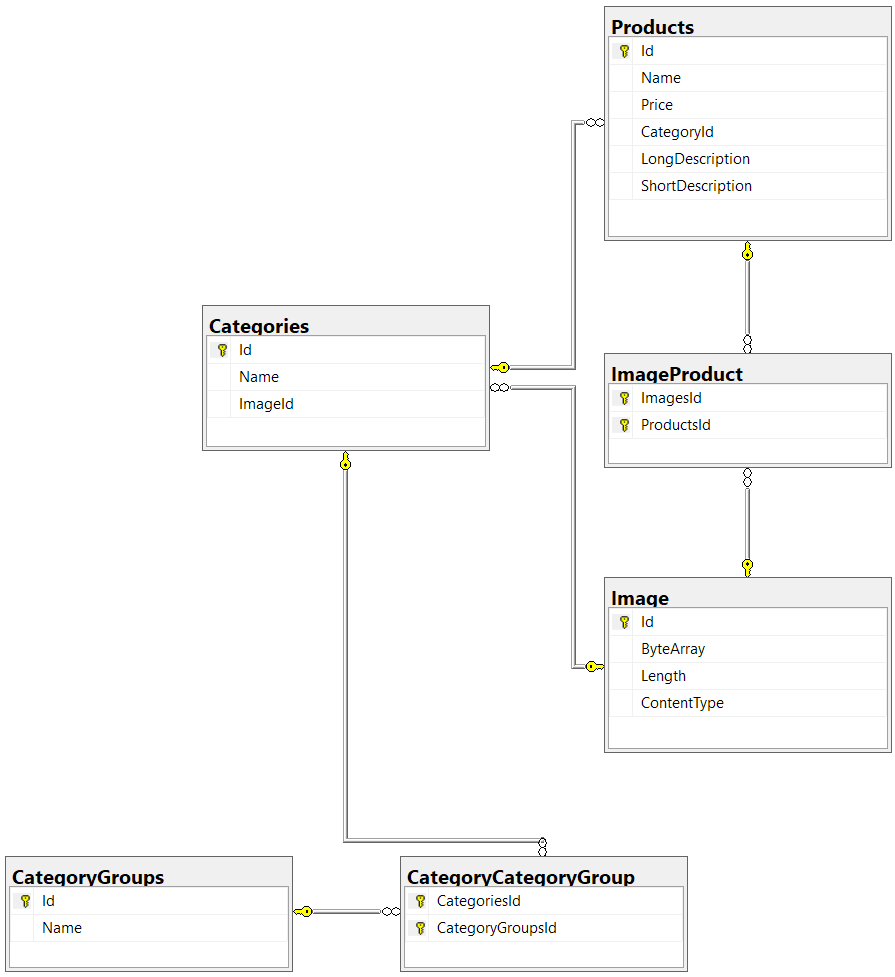 Products
Id
Name
Price
CategoryId
LongDescription
ShortDescription
Categories
Id
Name
ImageId
ImageProduct
ImagesId
ProductsId
Image
Id
ByteArray
Length
ContentType
CategoryGroups
Id
Name
CategoryCategoryGroup
CategoriesId
CategoryGroupsId